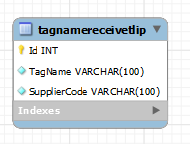 tagnamereceivetlip
Id INT
TagName VARCHAR(100)
SupplierCode VARCHAR(100)
Indexes